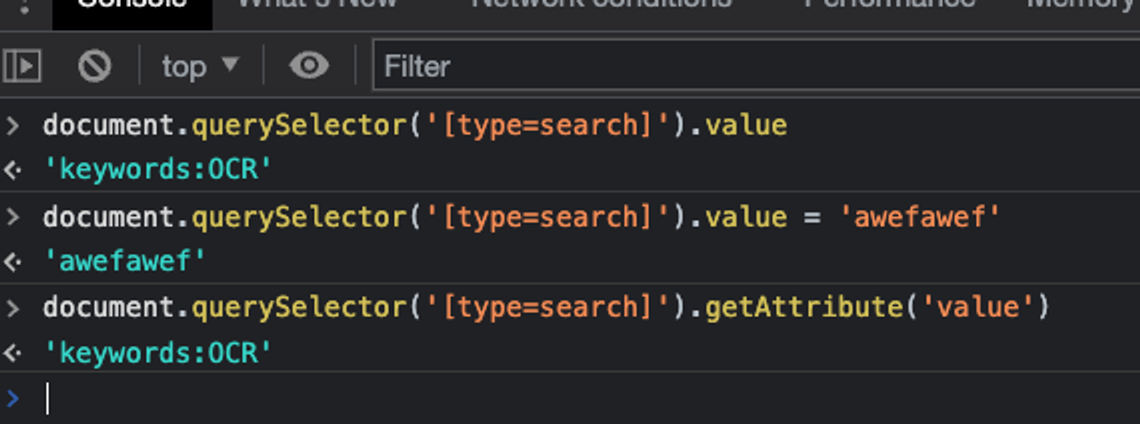 Console What's New Network conditions Performance Memory
top Filter
> document.querySelector('[type=search]').value
'keywords:OCR'
> document.querySelector('[type=search]').value = 'awefawef'
'awefawef'
> document.querySelector('[type=search]').getAttribute('value')
'keywords:OCR'
>